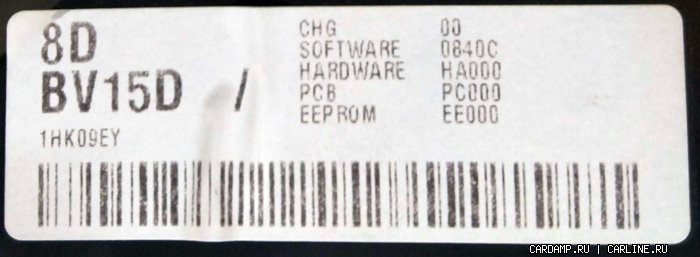 8D
BV15D /
1HK09EY
CHG 00
SOFTWARE 0840C
HARDWARE HA000
PCB PC000
EEPROM EE000
CARDAMP.RU | CARLINE.RU